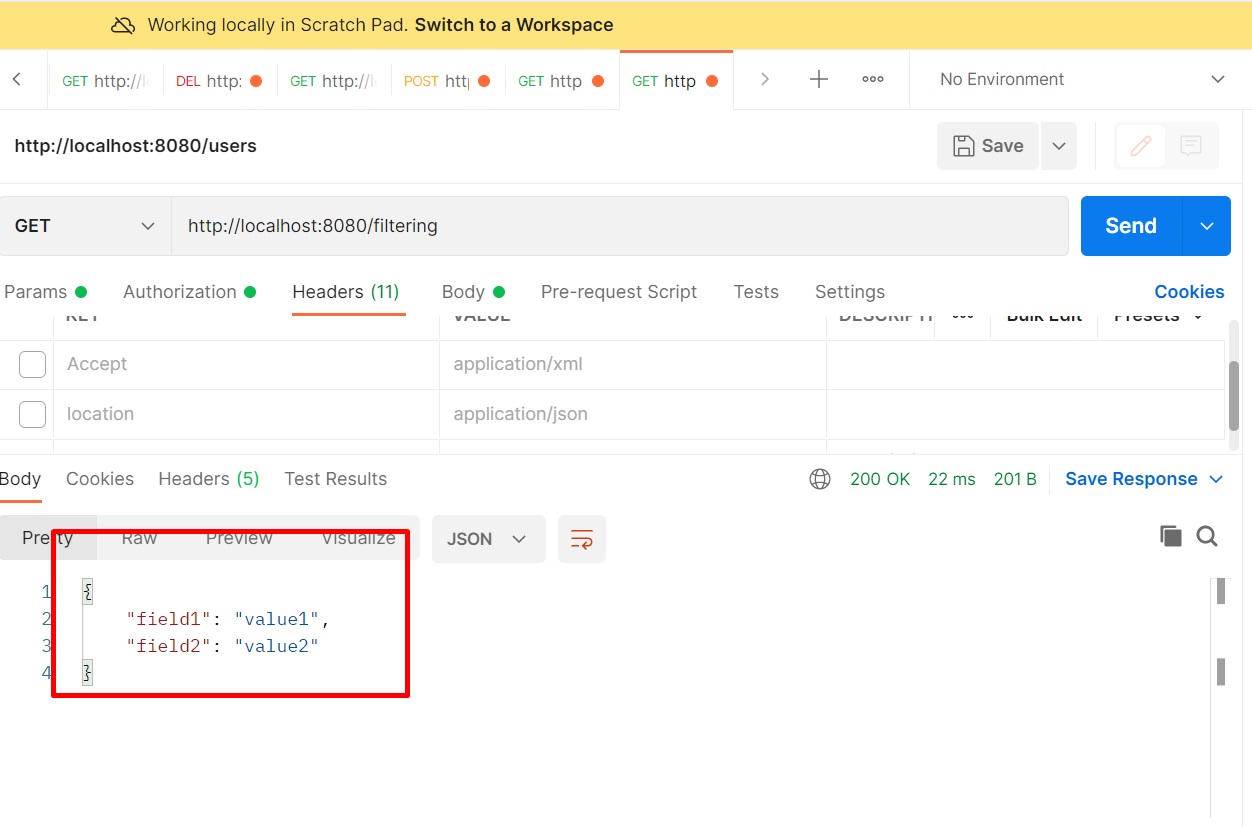 Working locally in Scratch Pad. Switch to a Workspace
GET http://l DEL http: GET http://l POST htt GET http GET http No Environment
http://localhost:8080/users Save
GET http://localhost:8080/filtering Send
Params Authorization Headers (11) Body Pre-request Script Tests Settings Cookies
KEY VALUE DESCRIPTI Bulk Edit Presets
Accept application/xml
location application/json
Body Cookies Headers (5) Test Results 200 OK 22 ms 201 B Save Response
Pretty Raw Preview Visualize JSON
1 {
2 "field1": "value1",
3 "field2": "value2"
4 }